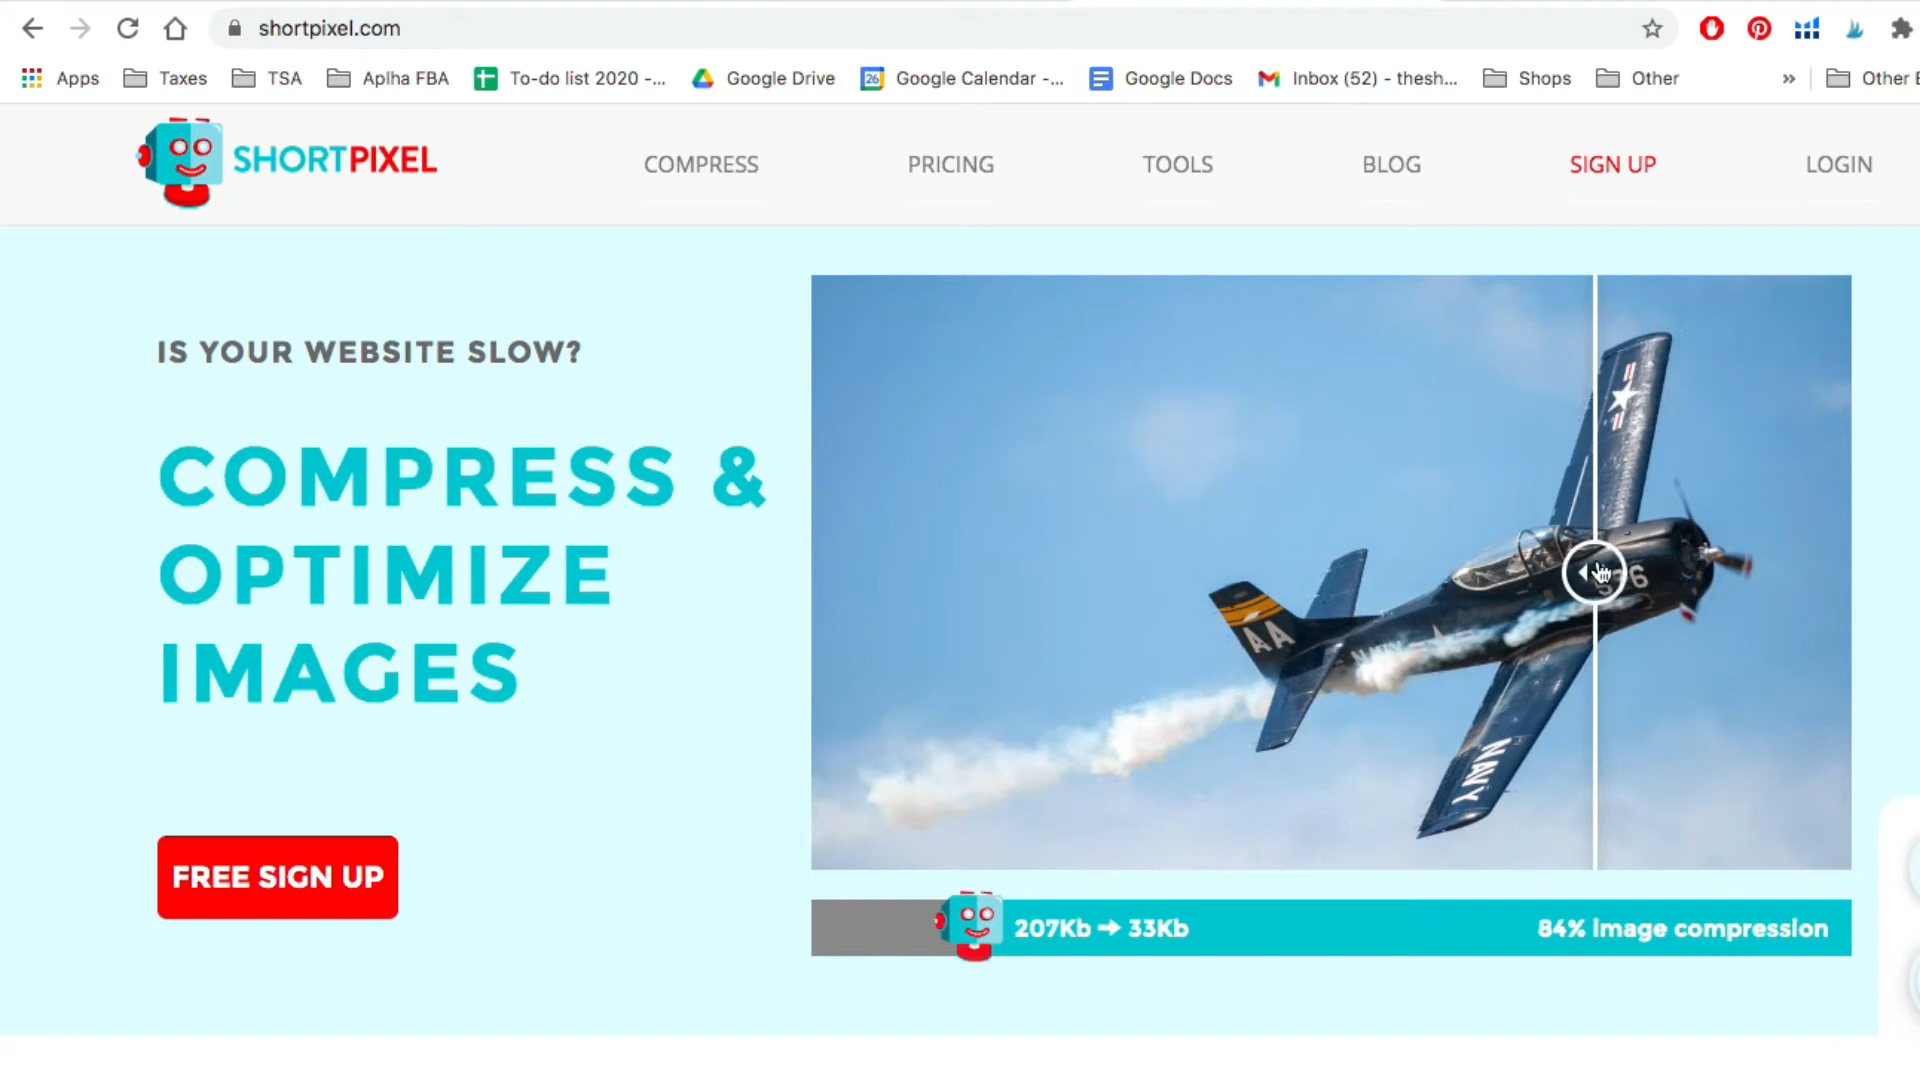 shortpixel.com
Apps Taxes TSA Aplha FBA To-do list 2020 -... Google Drive 26 Google Calendar -... Google Docs Inbox (52) - thesh... Shops Other » Other
SHORTPIXEL COMPRESS PRICING TOOLS BLOG SIGN UP LOGIN
IS YOUR WEBSITE SLOW?
COMPRESS &
OPTIMIZE
IMAGES
FREE SIGN UP
AA
NAVY
207Kb → 33Kb 84% image compression